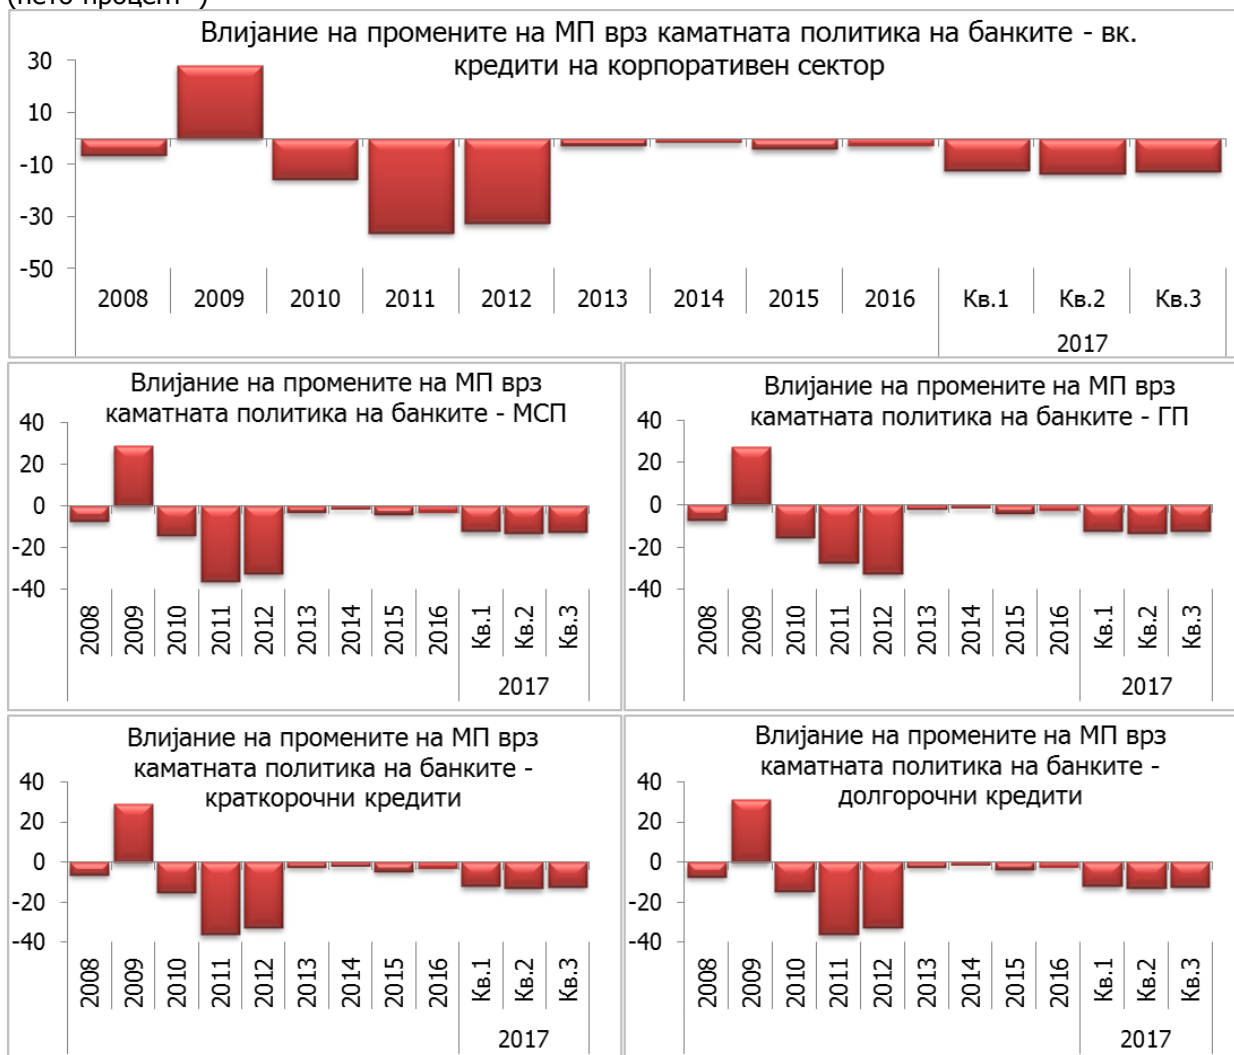 (нето процент*)
Влијание на промените на МП врз каматната политика на банките - вк.
кредити на корпоративен сектор
30
10
-10
-30
-50
2008 2009 2010 2011 2012 2013 2014 2015 2016 Кв.1 Кв.2 Кв.3
2017
Влијание на промените на МП врз
каматната политика на банките - МСП
40
20
0
-20
-40
2008 2009 2010 2011 2012 2013 2014 2015 2016 Кв.1 Кв.2 Кв.3
2017
Влијание на промените на МП врз
каматната политика на банките - ГП
40
20
0
-20
-40
2008 2009 2010 2011 2012 2013 2014 2015 2016 Кв.1 Кв.2 Кв.3
2017
Влијание на промените на МП врз
каматната политика на банките -
краткорочни кредити
40
20
0
-20
-40
2008 2009 2010 2011 2012 2013 2014 2015 2016 Кв.1 Кв.2 Кв.3
2017
Влијание на промените на МП врз
каматната политика на банките -
долгорочни кредити
40
20
0
-20
-40
2008 2009 2010 2011 2012 2013 2014 2015 2016 Кв.1 Кв.2 Кв.3
2017